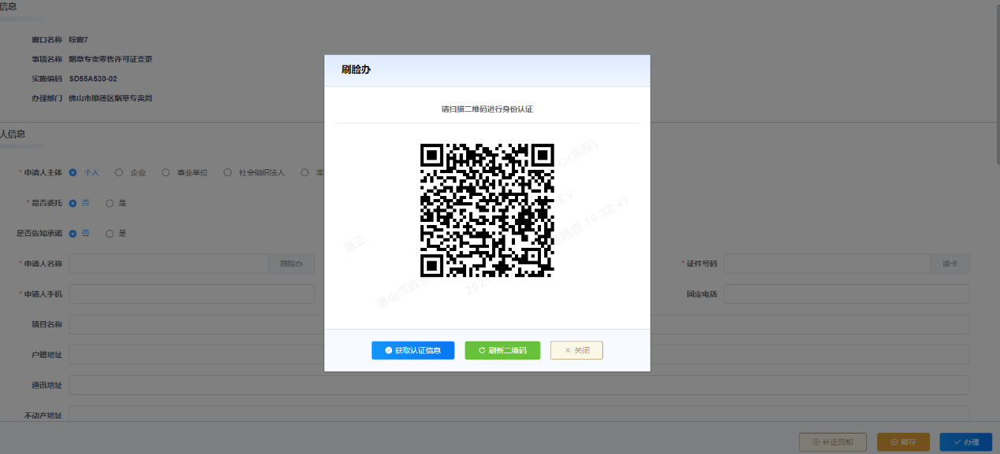 信息
窗口名称 综窗7
事项名称 烟草专卖零售许可证变更
实施编码 SD55A530-02
办理部门 佛山市顺德区烟草专卖局
人信息
* 申请人主体 个人 企业 事业单位 社会组织法人 非
* 是否委托 否 是
是否告知承诺 否 是
* 申请人名称 刷脸办 * 证件号码 读卡
* 申请人手机 固定电话
项目名称
户籍地址
通讯地址
不动产地址
刷脸办
请扫描二维码进行身份认证
心(东座)
张三
期四 10:38:47
佛山市政
202
获取认证信息 刷新二维码 关闭
补正告知 暂存 办理